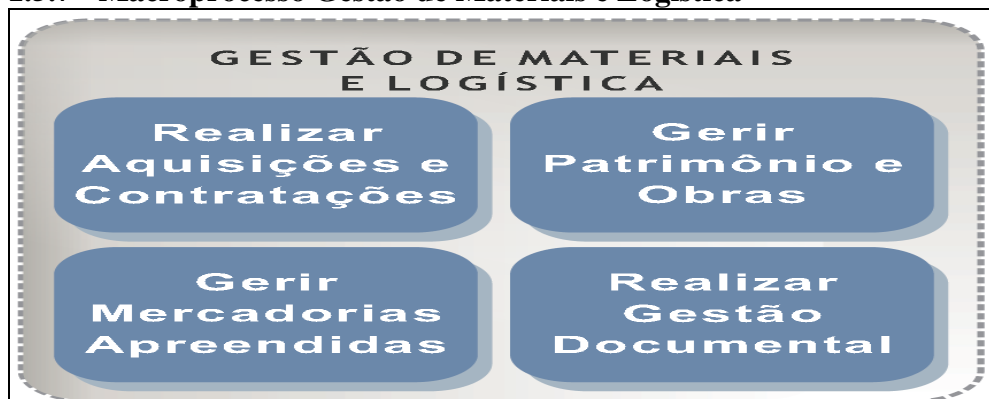 Macroprocesso Gestão de Materiais e Logística
GESTÃO DE MATERIAIS
E LOGÍSTICA
Realizar
Aquisições e
Contratações
Gerir
Patrimônio e
Obras
Gerir
Mercadorias
Apreendidas
Realizar
Gestão
Documental